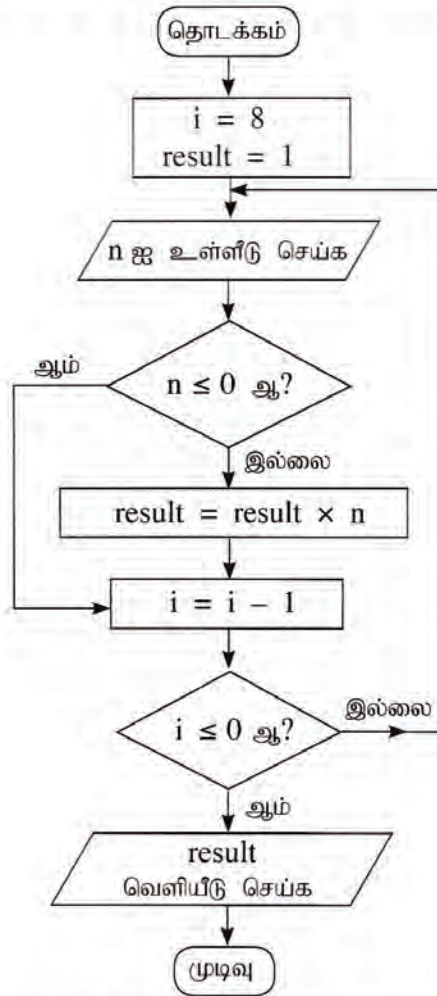 தொடக்கம்
i = 8
result = 1
n ஐ உள்ளீடு செய்க
n ≤ 0 ஆ?
ஆம்
இல்லை
result = result × n
i = i – 1
i ≤ 0 ஆ?
இல்லை
ஆம்
result
வெளியீடு செய்க
முடிவு